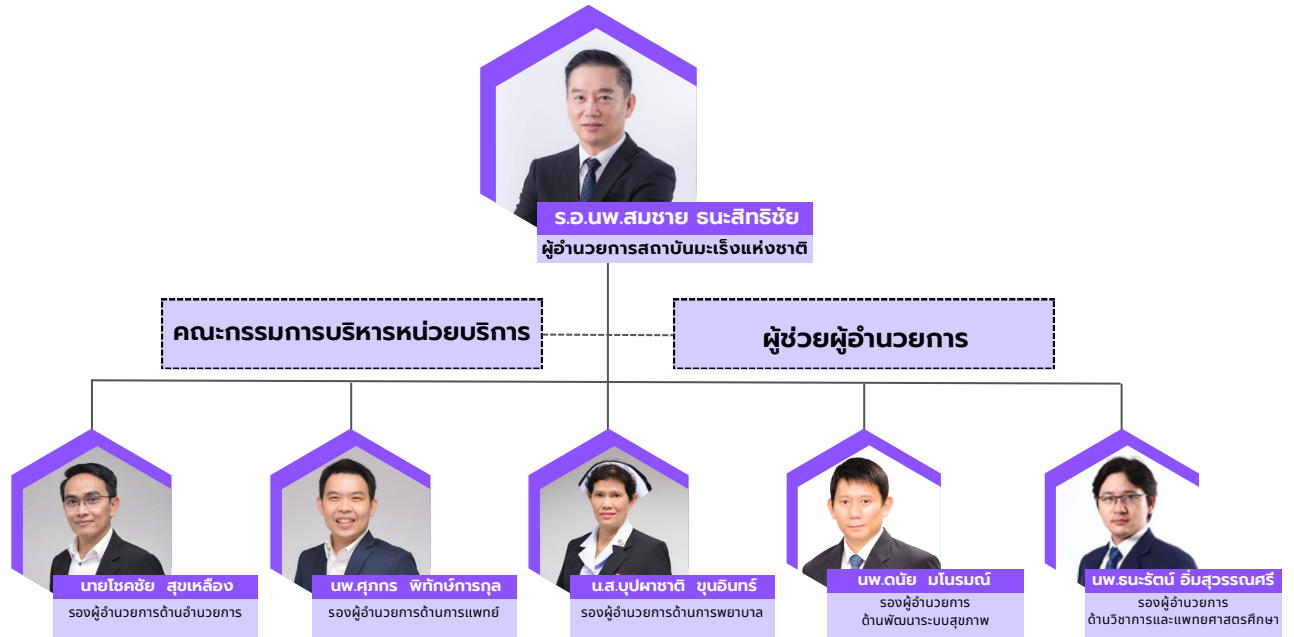 ร.อ.นพ.สมชาย ธนะสิทธิชัย
ผู้อำนวยการสถาบันมะเร็งแห่งชาติ
คณะกรรมการบริหารหน่วยบริการ
ผู้ช่วยผู้อำนวยการ
นายโชคชัย สุขเหลือง
รองผู้อำนวยการด้านอำนวยการ
นพ.ศุภกร พิทักษ์การกุล
รองผู้อำนวยการด้านการแพทย์
น.ส.บุปผาชาติ ขุนอินทร์
รองผู้อำนวยการด้านการพยาบาล
นพ.ดนัย มโนรมณ์
รองผู้อำนวยการ
ด้านพัฒนาระบบสุขภาพ
นพ.ธนะรัตน์ อิ่มสุวรรณศรี
รองผู้อำนวยการ
ด้านวิชาการและแพทยศาสตรศึกษา